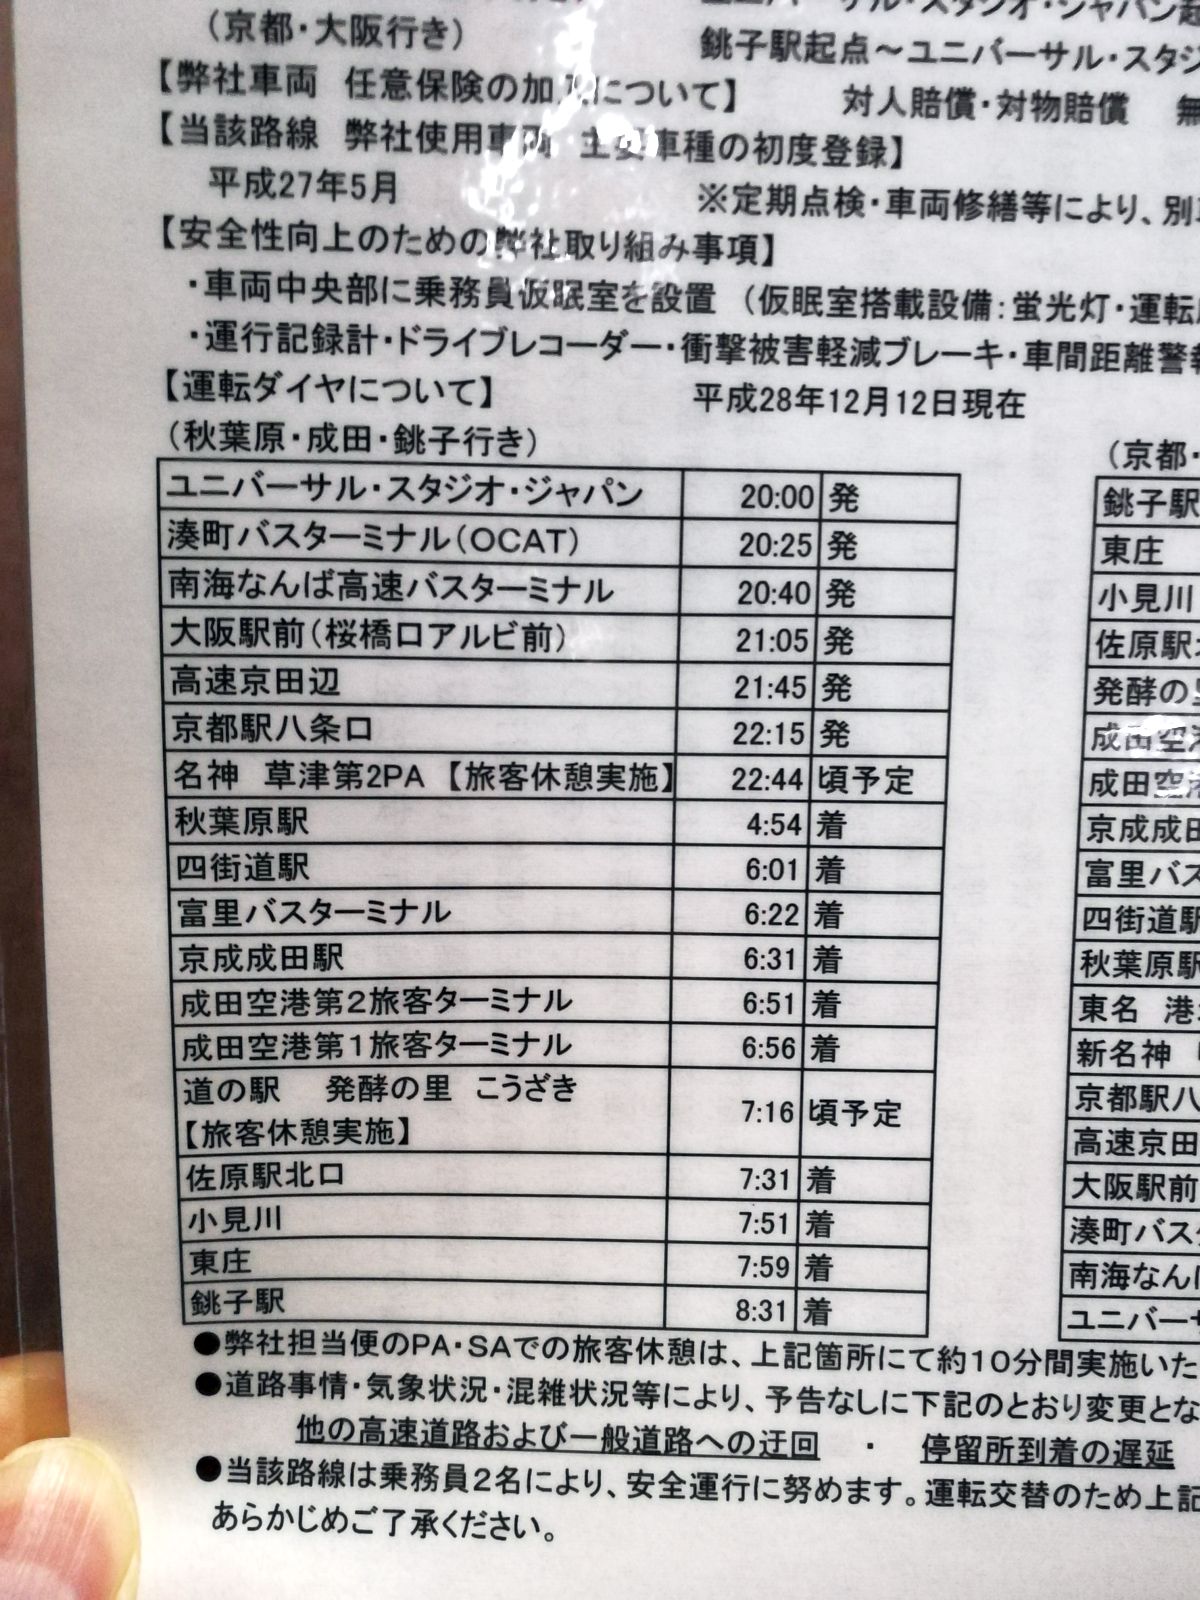 (京都・大阪行き)
銚子駅起点～ユニバーサル・スタジ
【弊社車両　任意保険の加入について】　対人賠償・対物賠償　無
【当該路線　弊社使用車両　主要車種の初度登録】
平成27年5月　※定期点検・車両修繕等により、別
【安全性向上のための弊社取り組み事項】
・車両中央部に乗務員仮眠室を設置　(仮眠室搭載設備：蛍光灯・運転
・運行記録計・ドライブレコーダー・衝撃被害軽減ブレーキ・車間距離警
【運転ダイヤについて】　平成28年12月12日現在
(秋葉原・成田・銚子行き)
ユニバーサル・スタジオ・ジャパン 20:00 発
湊町バスターミナル(OCAT) 20:25 発
南海なんば高速バスターミナル 20:40 発
大阪駅前(桜橋口アルビ前) 21:05 発
高速京田辺 21:45 発
京都駅八条口 22:15 発
名神　草津第2PA 【旅客休憩実施】 22:44 頃予定
秋葉原駅 4:54 着
四街道駅 6:01 着
富里バスターミナル 6:22 着
京成成田駅 6:31 着
成田空港第２旅客ターミナル 6:51 着
成田空港第１旅客ターミナル 6:56 着
道の駅　発酵の里　こうざき
【旅客休憩実施】 7:16 頃予定
佐原駅北口 7:31 着
小見川 7:51 着
東庄 7:59 着
銚子駅 8:31 着
(京都・
銚子駅
東庄
小見川
佐原駅
発酵の里
成田空港
成田空港
京成成田
富里バス
四街道駅
秋葉原駅
東名　港
新名神
京都駅八
高速京田
大阪駅前
湊町バス
南海なんば
ユニバーサ
●弊社担当便のPA・SAでの旅客休憩は、上記箇所にて約１０分間実施いた
●道路事情・気象状況・混雑状況等により、予告なしに下記のとおり変更とな
他の高速道路および一般道路への迂回　・　停留所到着の遅延
●当該路線は乗務員２名により、安全運行に努めます。運転交替のため上記
あらかじめご了承ください。